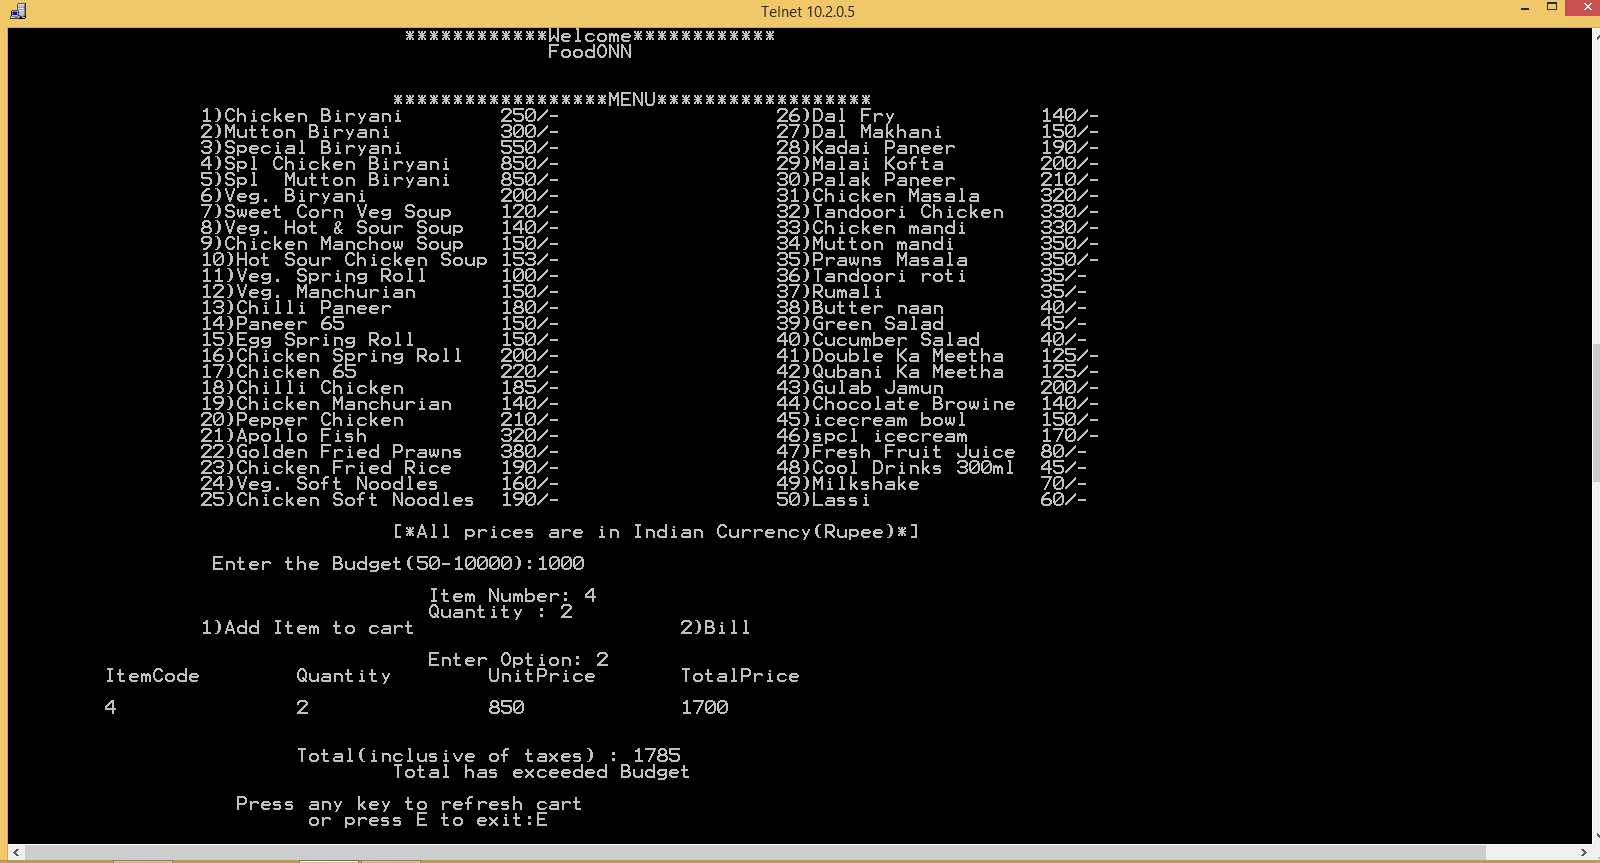 Telnet 10.2.0.5
************Welcome************
FoodONN
******************MENU******************
1)Chicken Biryani 250/- 26)Dal Fry 140/-
2)Mutton Biryani 300/- 27)Dal Makhani 150/-
3)Special Biryani 550/- 28)Kadai Paneer 190/-
4)Spl Chicken Biryani 850/- 29)Malai Kofta 200/-
5)Spl  Mutton Biryani 850/- 30)Palak Paneer 210/-
6)Veg. Biryani 200/- 31)Chicken Masala 320/-
7)Sweet Corn Veg Soup 120/- 32)Tandoori Chicken 330/-
8)Veg. Hot & Sour Soup 140/- 33)Chicken mandi 330/-
9)Chicken Manchow Soup 150/- 34)Mutton mandi 350/-
10)Hot Sour Chicken Soup 153/- 35)Prawns Masala 350/-
11)Veg. Spring Roll 100/- 36)Tandoori roti 35/-
12)Veg. Manchurian 150/- 37)Rumali 35/-
13)Chilli Paneer 180/- 38)Butter naan 40/-
14)Paneer 65 150/- 39)Green Salad 45/-
15)Egg Spring Roll 150/- 40)Cucumber Salad 40/-
16)Chicken Spring Roll 200/- 41)Double Ka Meetha 125/-
17)Chicken 65 220/- 42)Qubani Ka Meetha 125/-
18)Chilli Chicken 185/- 43)Gulab Jamun 200/-
19)Chicken Manchurian 140/- 44)Chocolate Browine 140/-
20)Pepper Chicken 210/- 45)icecream bowl 150/-
21)Apollo Fish 320/- 46)spcl icecream 170/-
22)Golden Fried Prawns 380/- 47)Fresh Fruit Juice 80/-
23)Chicken Fried Rice 190/- 48)Cool Drinks 300ml 45/-
24)Veg. Soft Noodles 160/- 49)Milkshake 70/-
25)Chicken Soft Noodles 190/- 50)Lassi 60/-
[*All prices are in Indian Currency(Rupee)*]
Enter the Budget(50-10000):1000
Item Number: 4
Quantity : 2
1)Add Item to cart 2)Bill
Enter Option: 2
ItemCode Quantity UnitPrice TotalPrice
4 2 850 1700
Total(inclusive of taxes) : 1785
Total has exceeded Budget
Press any key to refresh cart
or press E to exit:E